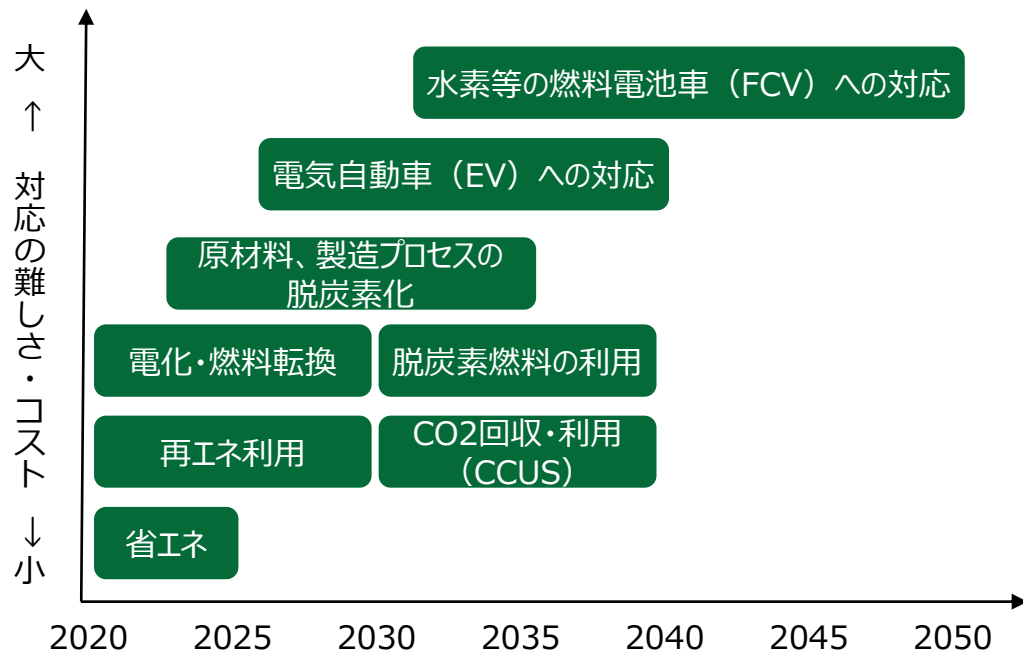 大 ↑ 対応の難しさ・コスト ↓ 小
水素等の燃料電池車（FCV）への対応
電気自動車（EV）への対応
原材料、製造プロセスの
脱炭素化
電化・燃料転換
脱炭素燃料の利用
再エネ利用
CO2回収・利用
（CCUS）
省エネ
2020 2025 2030 2035 2040 2045 2050